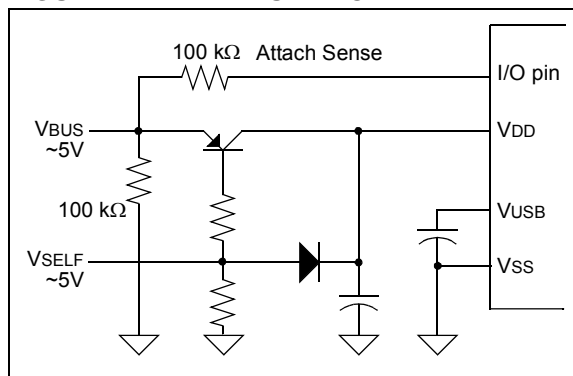 100 kΩ Attach Sense
I/O pin
VBUS
~5V
VDD
100 kΩ
VUSB
VSELF
~5V
VSS